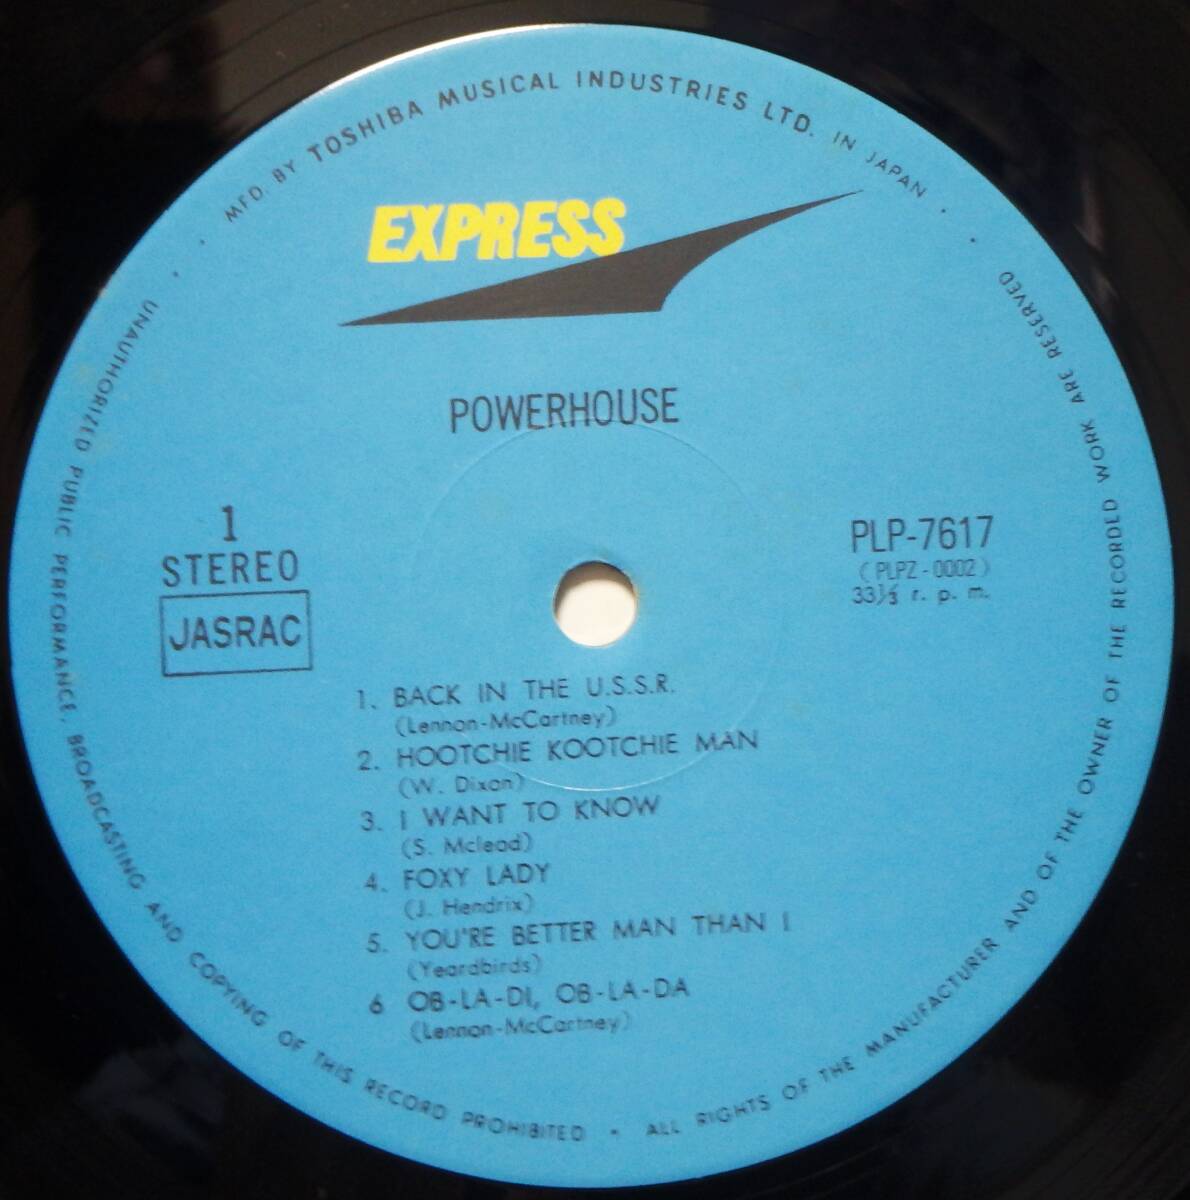 MFD. BY TOSHIBA MUSICAL INDUSTRIES LTD. IN JAPAN
EXPRESS
POWERHOUSE
1
STEREO
JASRAC
PLP-7617
(PLPZ-0002)
33⅓ r. p. m.
1. BACK IN THE U.S.S.R.
(Lennon-McCartney)
2. HOOTCHIE KOOTCHIE MAN
(W. Dixon)
3. I WANT TO KNOW
(S. Mcleod)
4. FOXY LADY
(J. Hendrix)
5. YOU'RE BETTER MAN THAN I
(Yeardbirds)
6 OB-LA-DI, OB-LA-DA
(Lennon-McCartney)
UNAUTHORIZED PUBLIC PERFORMANCE, BROADCASTING AND COPYING OF THIS RECORD PROHIBITED • ALL RIGHTS OF THE MANUFACTURER AND OF THE OWNER OF THE RECORDED WORK ARE RESERVED